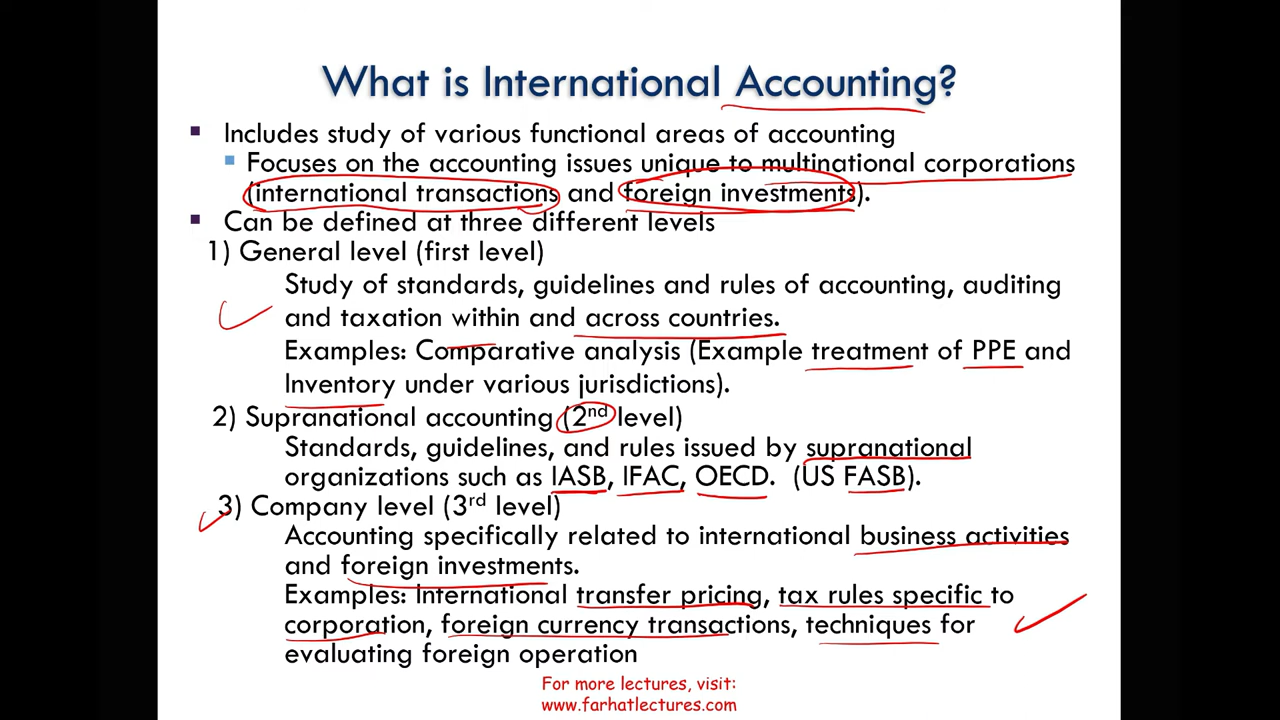 What is International Accounting?
Includes study of various functional areas of accounting
Focuses on the accounting issues unique to multinational corporations
(international transactions and foreign investments).
Can be defined at three different levels
1) General level (first level)
Study of standards, guidelines and rules of accounting, auditing
and taxation within and across countries.
Examples: Comparative analysis (Example treatment of PPE and
Inventory under various jurisdictions).
2) Supranational accounting (2nd level)
Standards, guidelines, and rules issued by supranational
organizations such as IASB, IFAC, OECD. (US FASB).
3) Company level (3rd level)
Accounting specifically related to international business activities
and foreign investments.
Examples: International transfer pricing, tax rules specific to
corporation, foreign currency transactions, techniques for
evaluating foreign operation
For more lectures, visit:
www.farhatlectures.com